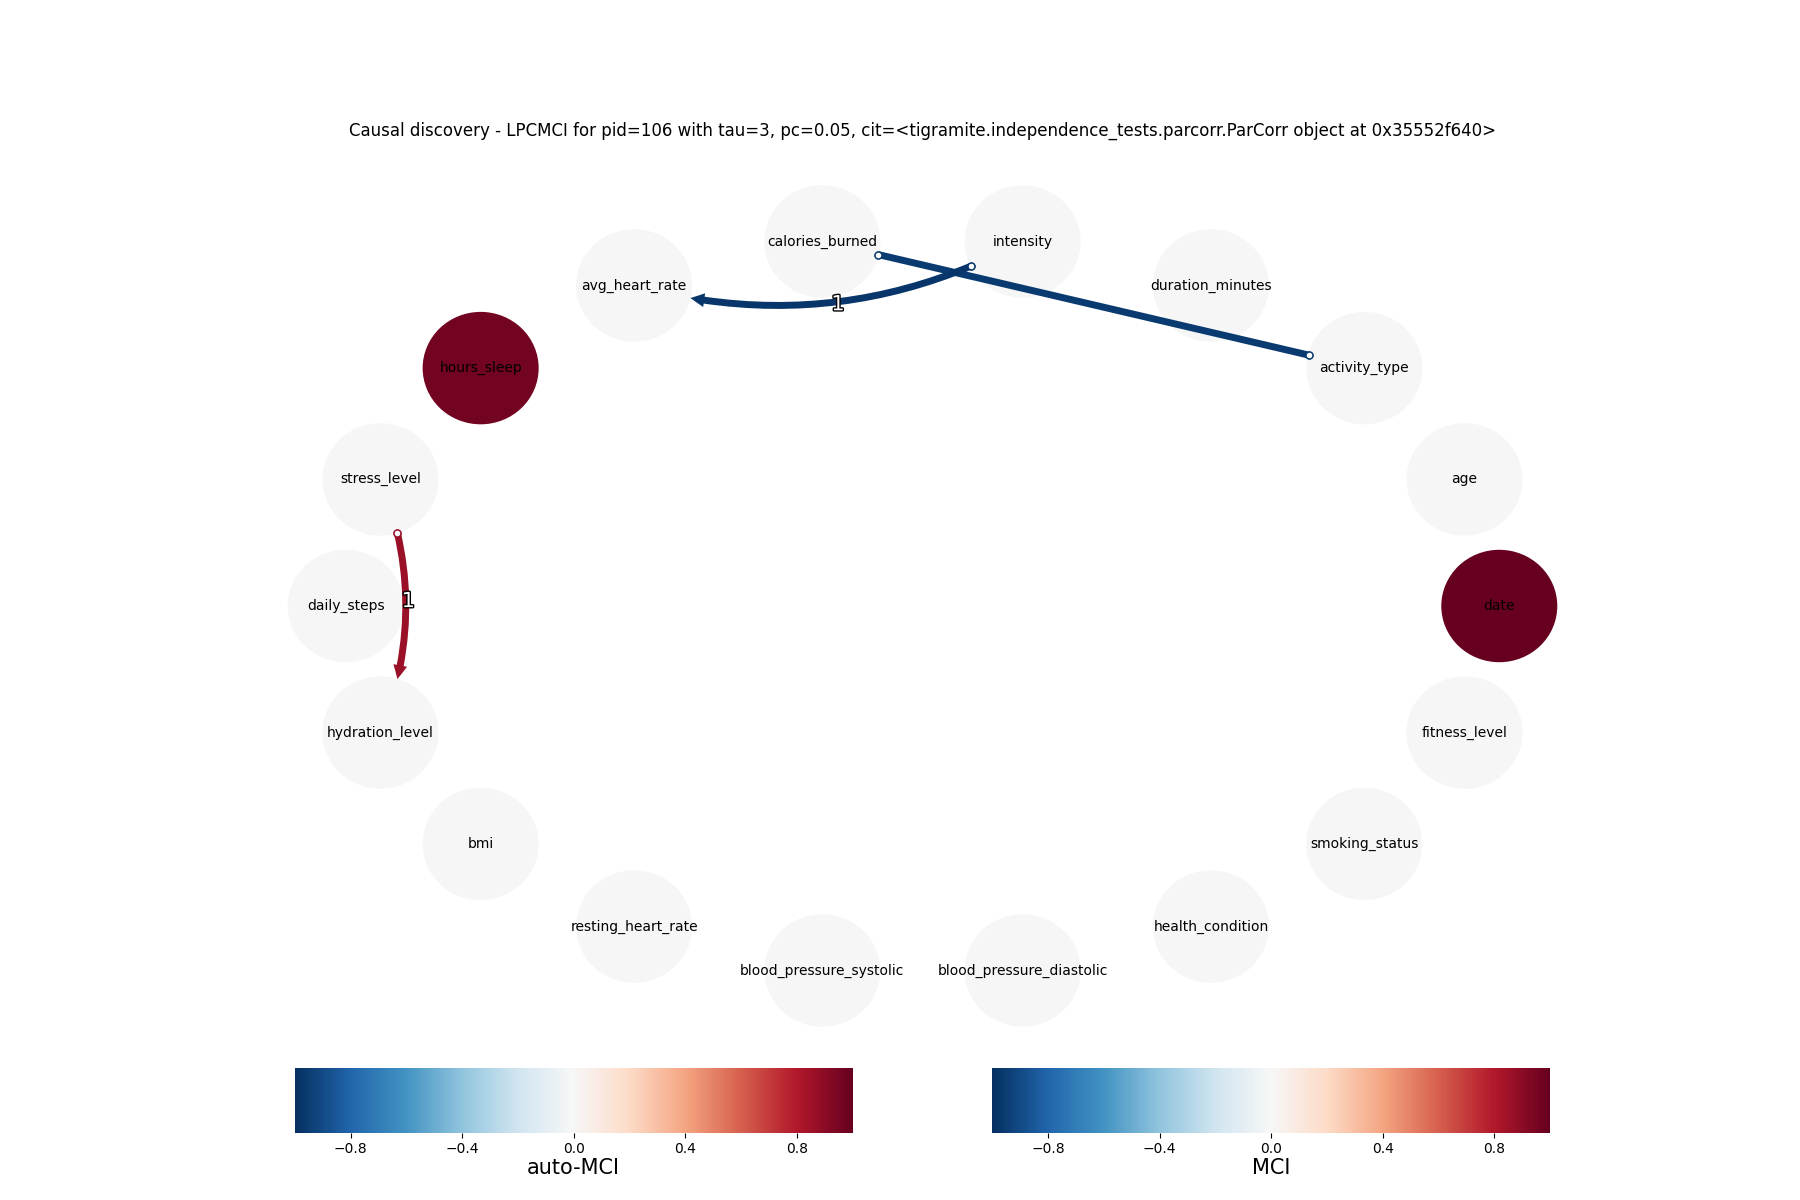 Causal discovery - LPCMCI for pid=106 with tau=3, pc=0.05, cit=<tigramite.independence_tests.parcorr.ParCorr object at 0x35552f640>
calories_burned
intensity
avg_heart_rate
duration_minutes
1
hours_sleep
activity_type
stress_level
age
1
daily_steps
date
hydration_level
fitness_level
bmi
smoking_status
resting_heart_rate
health_condition
blood_pressure_systolic
blood_pressure_diastolic
−0.8 −0.4 0.0 0.4 0.8
auto-MCI
−0.8 −0.4 0.0 0.4 0.8
MCI